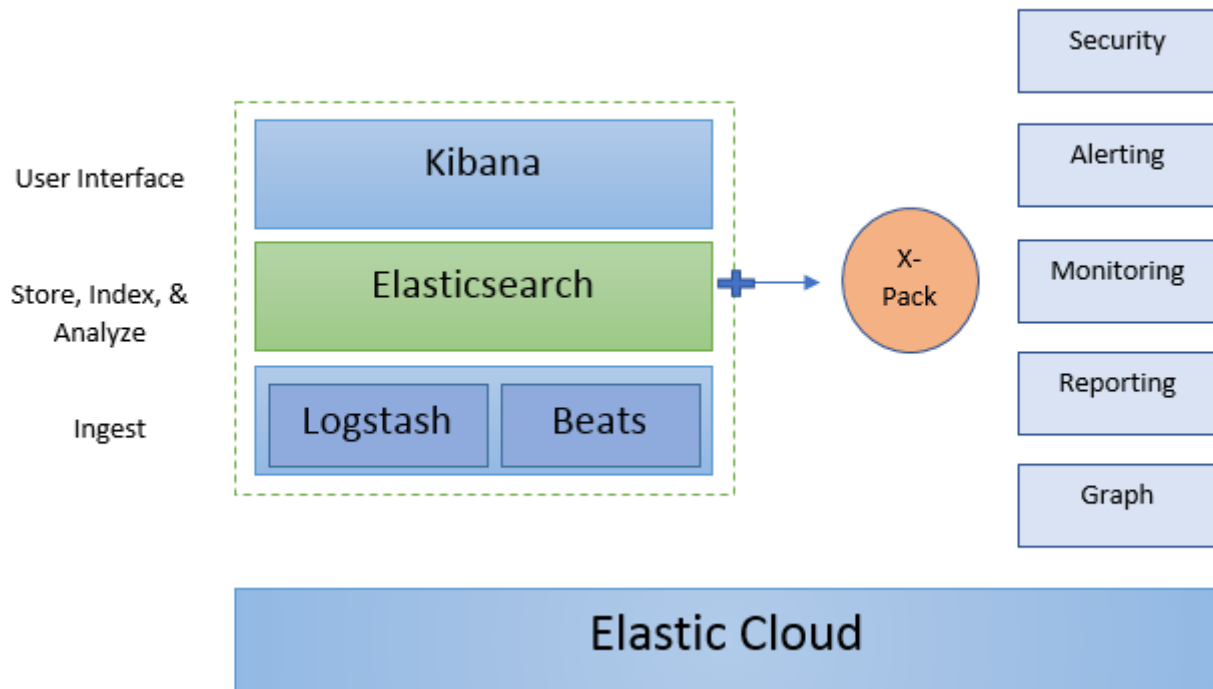 Security
Kibana
Alerting
User Interface
Elasticsearch
X-
Pack
Monitoring
Store, Index, &
Analyze
Reporting
Ingest
Logstash
Beats
Graph
Elastic Cloud